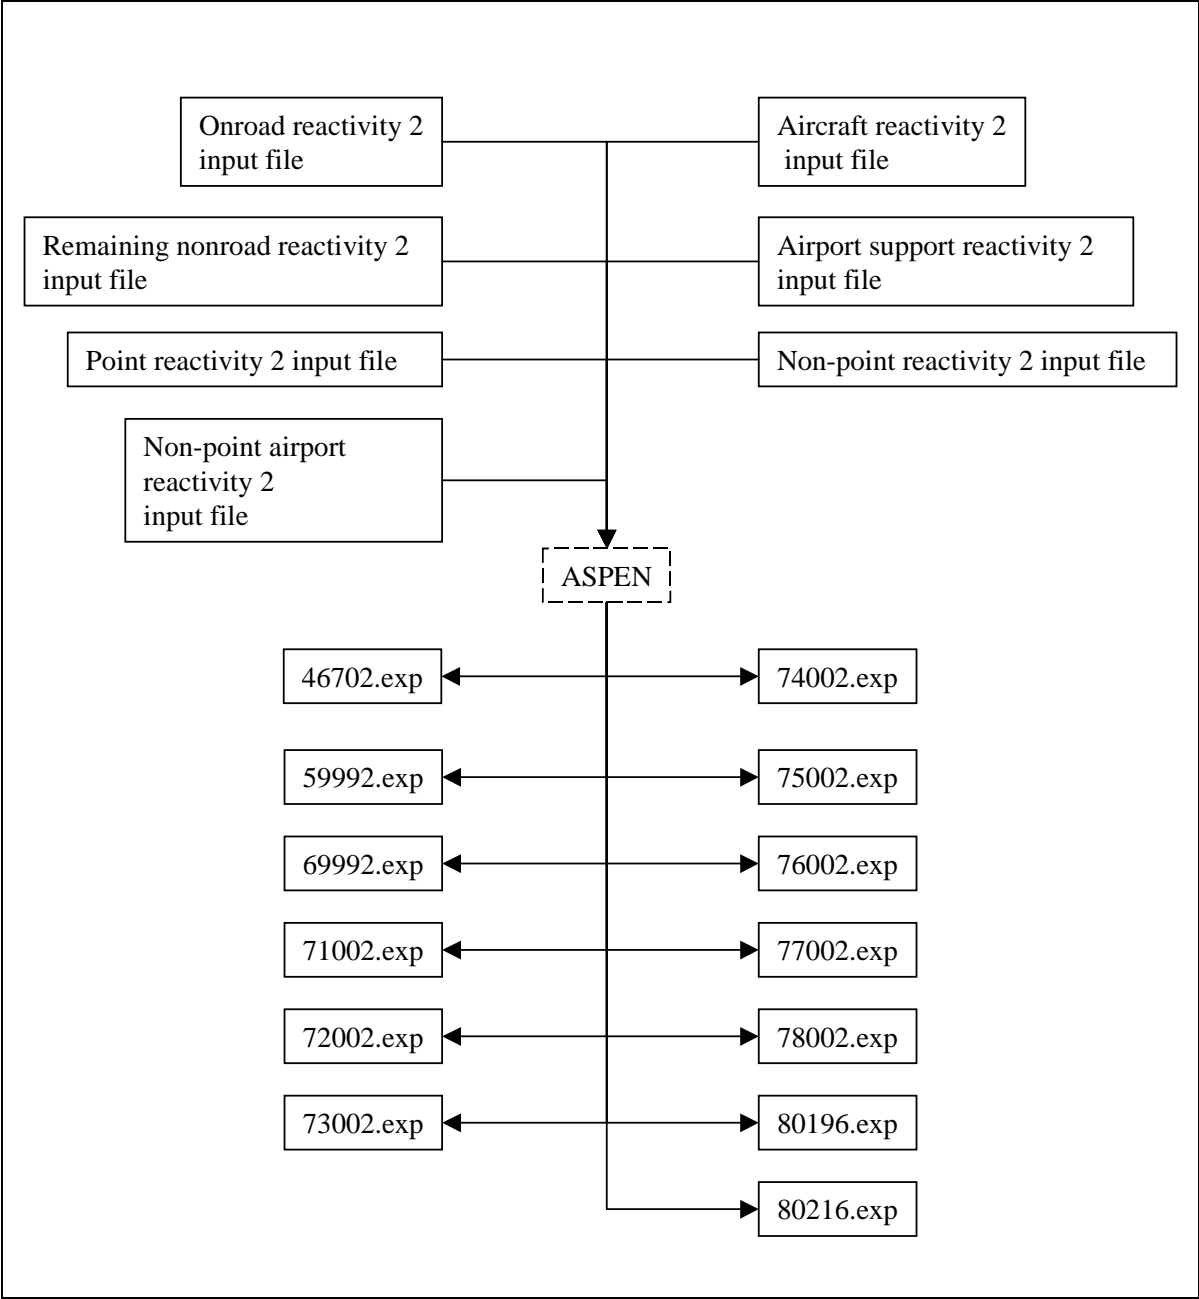 Onroad reactivity 2
input file
Aircraft reactivity 2
input file
Remaining nonroad reactivity 2
input file
Airport support reactivity 2
input file
Point reactivity 2 input file
Non-point reactivity 2 input file
Non-point airport
reactivity 2
input file
ASPEN
46702.exp
74002.exp
59992.exp
75002.exp
69992.exp
76002.exp
71002.exp
77002.exp
72002.exp
78002.exp
73002.exp
80196.exp
80216.exp